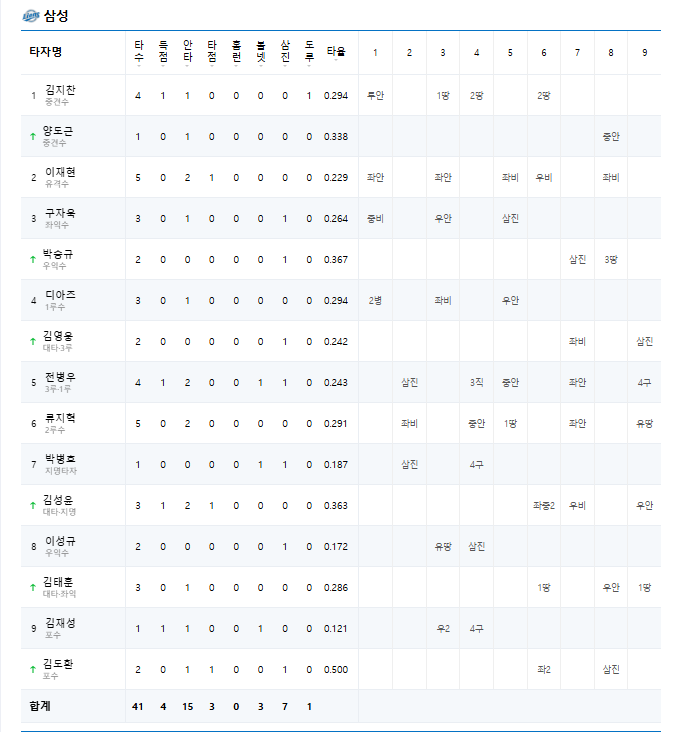 삼성
타자명 타수 득점 안타 타점 홈런 볼넷 삼진 도루 타율 1 2 3 4 5 6 7 8 9
1 김지찬 4 1 1 0 0 0 0 1 0.294 투안 1땅 2땅 2땅
중견수
양도근 1 0 1 0 0 0 0 0 0.338 중안
중견수
2 이재현 5 0 2 1 0 0 0 0 0.229 좌안 좌안 좌비 우비 좌비
유격수
3 구자욱 3 0 1 0 0 0 1 0 0.264 중비 우안 삼진
좌익수
박승규 2 0 0 0 0 0 1 0 0.367 삼진 3땅
우익수
4 디아즈 3 0 1 0 0 0 0 0 0.294 2병 좌비 우안
1루수
김영웅 2 0 0 0 0 0 1 0 0.242 좌비 삼진
대타·3루
5 전병우 4 1 2 0 0 1 1 0 0.243 삼진 3직 중안 좌안 4구
3루·1루
6 류지혁 5 0 2 0 0 0 0 0 0.291 좌비 중안 1땅 좌안 유땅
2루수
7 박병호 1 0 0 0 0 1 1 0 0.187 삼진 4구
지명타자
김성윤 3 1 2 1 0 0 0 0 0.363 좌중2 우비 우안
대타·지명
8 이성규 2 0 0 0 0 0 1 0 0.172 유땅 삼진
우익수
김태훈 3 0 1 0 0 0 0 0 0.286 1땅 우안 1땅
대타·좌익
9 김재성 1 1 1 0 0 1 0 0 0.121 우2 4구
포수
김도환 2 0 1 1 0 0 1 0 0.500 좌2 삼진
포수
합계 41 4 15 3 0 3 7 1